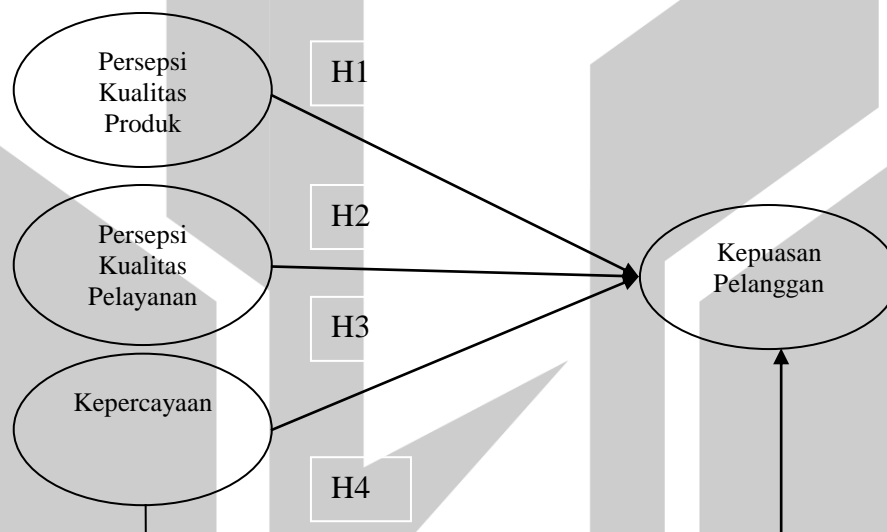 Persepsi
Kualitas
Produk
H1
Persepsi
Kualitas
Pelayanan
H2
H3
Kepuasan
Pelanggan
Kepercayaan
H4